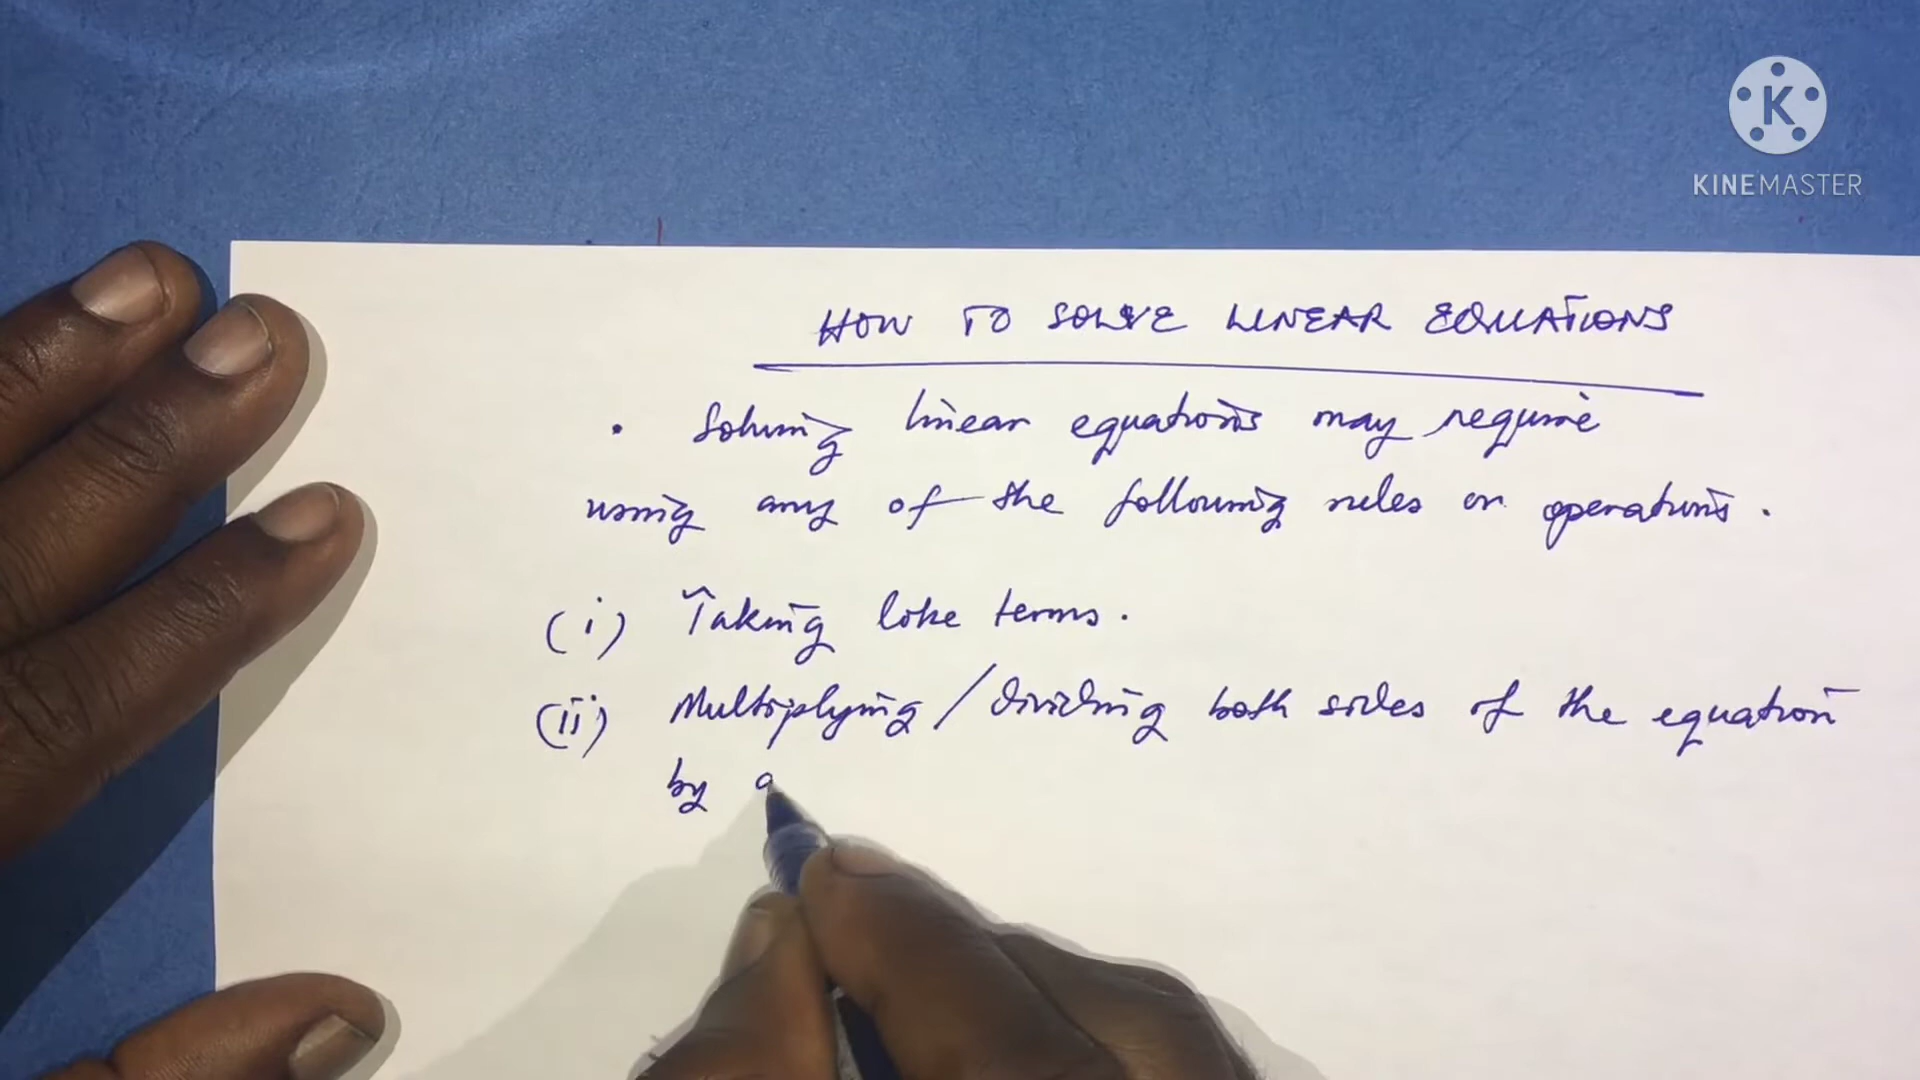 K
KINEMASTER
HOW TO SOLVE LINEAR EQUATIONS
• Solving linear equations may require
using any of the following rules or operations.
(i) Taking like terms.
(ii) Multiplying/dividing both sides of the equation
by a